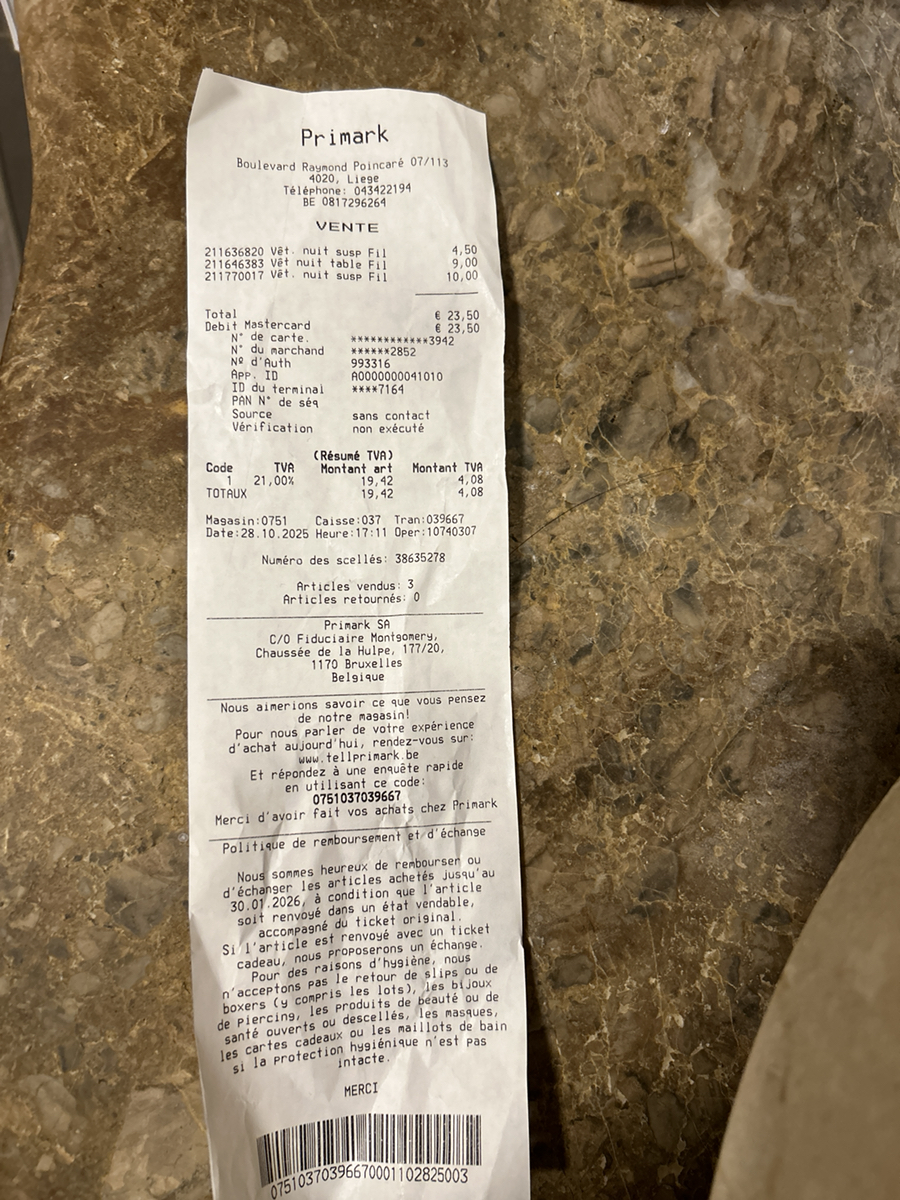 Primark
Boulevard Raymond Poincaré 07/113
4020, Liege
Téléphone: 043422194
BE 0817296264
VENTE
211636820 Vêt. nuit susp Fil 4,50
211646383 Vêt nuit table Fil 9,00
211770017 Vêt. nuit susp Fil 10,00
Total € 23,50
Debit Mastercard € 23,50
N° de carte. ************3942
N° du marchand ******2852
Nº d'Auth 993316
App. ID A0000000041010
ID du terminal ****7164
PAN N° de séq
Source sans contact
Vérification non exécuté
(Résumé TVA)
Code TVA Montant art Montant TVA
1 21,00% 19,42 4,08
TOTAUX 19,42 4,08
Magasin:0751 Caisse:037 Tran:039667
Date:28.10.2025 Heure:17:11 Oper:10740307
Numéro des scellés: 38635278
Articles vendus: 3
Articles retournés: 0
Primark SA
C/O Fiduciaire Montgomery,
Chaussée de la Hulpe, 177/20,
1170 Bruxelles
Belgique
Nous aimerions savoir ce que vous pensez
de notre magasin!
Pour nous parler de votre expérience
d'achat aujourd'hui, rendez-vous sur:
www.tellprimark.be
Et répondez à une enquête rapide
en utilisant ce code:
0751037039667
Merci d'avoir fait vos achats chez Primark
Politique de remboursement et d'échange
Nous sommes heureux de rembourser ou
d'échanger les articles achetés jusqu'au
30.01.2026, à condition que l'article
soit renvoyé dans un état vendable,
accompagné du ticket original.
Si l'article est renvoyé avec un ticket
cadeau, nous proposerons un échange.
Pour des raisons d'hygiène, nous
n'acceptons pas le retour de slips ou de
boxers (y compris les lots), les bijoux
de piercing, les produits de beauté ou de
santé ouverts ou descellés, les masques,
les cartes cadeaux ou les maillots de bain
si la protection hygiénique n'est pas
intacte.
MERCI
07510370396670001102825003